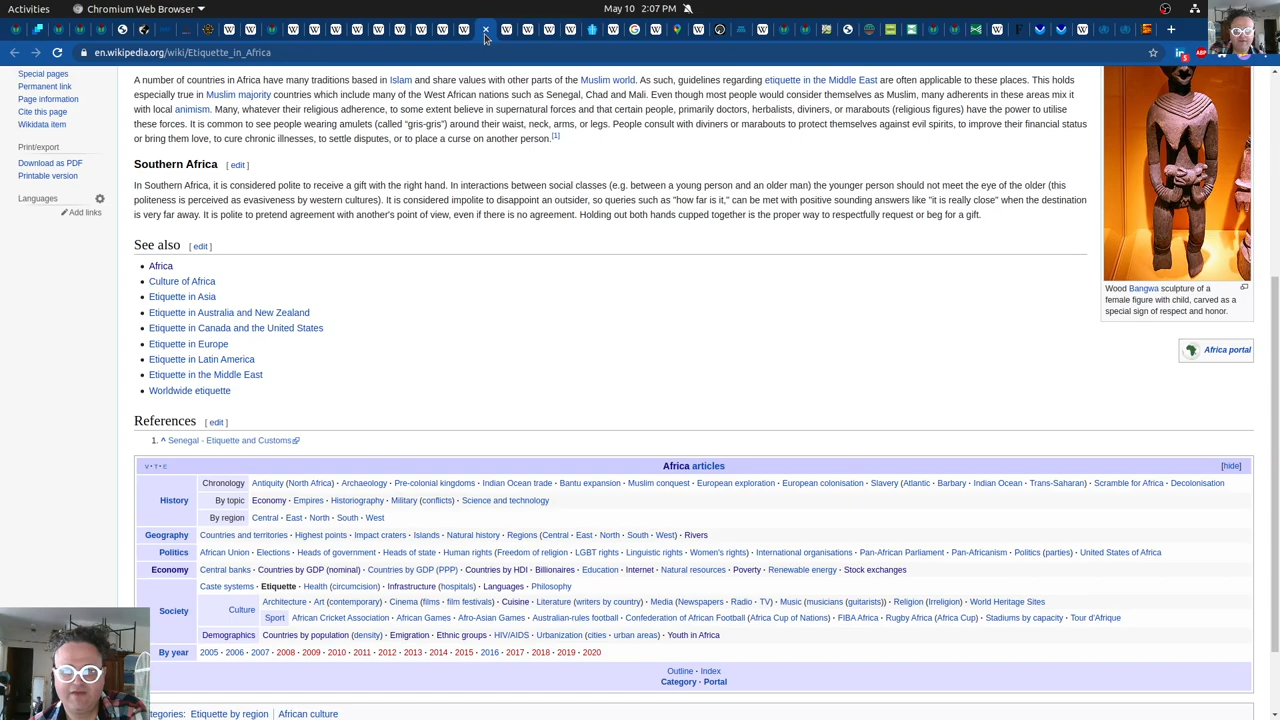 Activities
Chromium Web Browser
May 10 2:07 PM
en.wikipedia.org/wiki/Etiquette_in_Africa
5
ABP
Special pages
Permanent link
Page information
Cite this page
Wikidata item
Print/export
Download as PDF
Printable version
Languages
Add links
A number of countries in Africa have many traditions based in Islam and share values with other parts of the Muslim world. As such, guidelines regarding etiquette in the Middle East are often applicable to these places. This holds
especially true in Muslim majority countries which include many of the West African nations such as Senegal, Chad and Mali. Even though most people would consider themselves as Muslim, many adherents in these areas mix it
with local animism. Many, whatever their religious adherence, to some extent believe in supernatural forces and that certain people, primarily doctors, herbalists, diviners, or marabouts (religious figures) have the power to utilise
these forces. It is common to see people wearing amulets (called “gris-gris”) around their waist, neck, arms, or legs. People consult with diviners or marabouts to protect themselves against evil spirits, to improve their financial status
or bring them love, to cure chronic illnesses, to settle disputes, or to place a curse on another person.[1]
Southern Africa [ edit ]
In Southern Africa, it is considered polite to receive a gift with the right hand. In interactions between social classes (e.g. between a young person and an older man) the younger person should not meet the eye of the older (this
politeness is perceived as evasiveness by western cultures). It is considered impolite to disappoint an outsider, so queries such as "how far is it," can be met with positive sounding answers like "it is really close" when the destination
is very far away. It is polite to pretend agreement with another's point of view, even if there is no agreement. Holding out both hands cupped together is the proper way to respectfully request or beg for a gift.
Wood Bangwa sculpture of a
female figure with child, carved as a
special sign of respect and honor.
Africa portal
See also [ edit ]
Africa
Culture of Africa
Etiquette in Asia
Etiquette in Australia and New Zealand
Etiquette in Canada and the United States
Etiquette in Europe
Etiquette in Latin America
Etiquette in the Middle East
Worldwide etiquette
References [ edit ]
1. ^ Senegal - Etiquette and Customs
V · T · E Africa articles [hide]
History
Chronology Antiquity (North Africa) · Archaeology · Pre-colonial kingdoms · Indian Ocean trade · Bantu expansion · Muslim conquest · European exploration · European colonisation · Slavery (Atlantic · Barbary · Indian Ocean · Trans-Saharan) · Scramble for Africa · Decolonisation
By topic Economy · Empires · Historiography · Military (conflicts) · Science and technology
By region Central · East · North · South · West
Geography Countries and territories · Highest points · Impact craters · Islands · Natural history · Regions (Central · East · North · South · West) · Rivers
Politics African Union · Elections · Heads of government · Heads of state · Human rights (Freedom of religion · LGBT rights · Linguistic rights · Women's rights) · International organisations · Pan-African Parliament · Pan-Africanism · Politics (parties) · United States of Africa
Economy Central banks · Countries by GDP (nominal) · Countries by GDP (PPP) · Countries by HDI · Billionaires · Education · Internet · Natural resources · Poverty · Renewable energy · Stock exchanges
Society
Caste systems · Etiquette · Health (circumcision) · Infrastructure (hospitals) · Languages · Philosophy
Culture Architecture · Art (contemporary) · Cinema (films · film festivals) · Cuisine · Literature (writers by country) · Media (Newspapers · Radio · TV) · Music (musicians (guitarists)) · Religion (Irreligion) · World Heritage Sites
Sport African Cricket Association · African Games · Afro-Asian Games · Australian-rules football · Confederation of African Football (Africa Cup of Nations) · FIBA Africa · Rugby Africa (Africa Cup) · Stadiums by capacity · Tour d'Afrique
Demographics Countries by population (density) · Emigration · Ethnic groups · HIV/AIDS · Urbanization (cities · urban areas) · Youth in Africa
By year 2005 · 2006 · 2007 · 2008 · 2009 · 2010 · 2011 · 2012 · 2013 · 2014 · 2015 · 2016 · 2017 · 2018 · 2019 · 2020
Outline · Index
Category · Portal
tegories: Etiquette by region | African culture